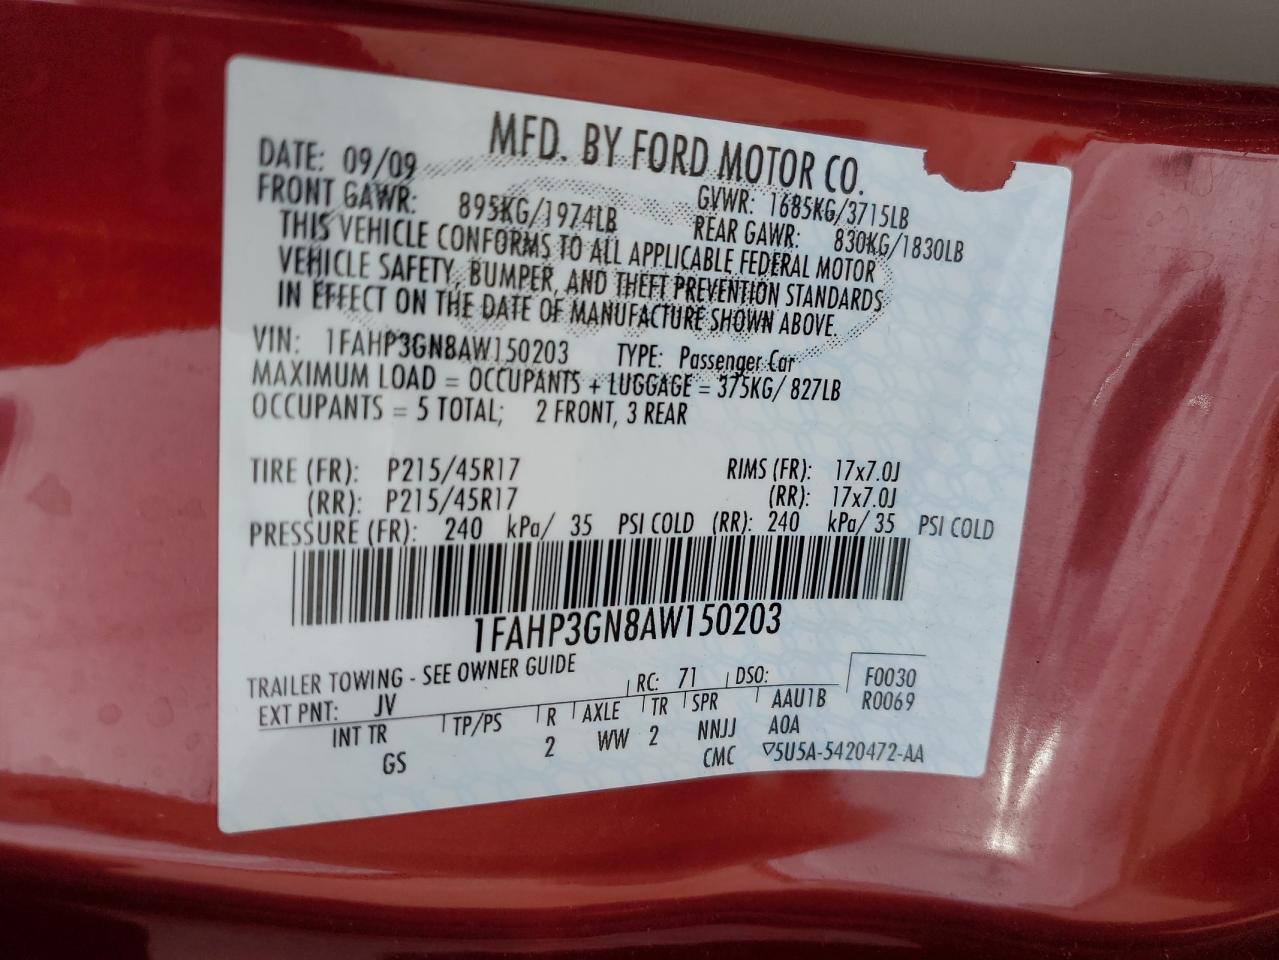 MFD. BY FORD MOTOR CO.
DATE: 09/09 GVWR: 1685KG/3715LB
FRONT GAWR: 895KG/1974LB REAR GAWR: 830KG/1830LB
THIS VEHICLE CONFORMS TO ALL APPLICABLE FEDERAL MOTOR
VEHICLE SAFETY, BUMPER, AND THEFT PREVENTION STANDARDS
IN EFFECT ON THE DATE OF MANUFACTURE SHOWN ABOVE.
VIN: 1FAHP3GN8AW150203 TYPE: Passenger Car
MAXIMUM LOAD = OCCUPANTS + LUGGAGE = 375KG/ 827LB
OCCUPANTS = 5 TOTAL; 2 FRONT, 3 REAR
TIRE (FR): P215/45R17 RIMS (FR): 17x7.0J
(RR): P215/45R17 (RR): 17x7.0J
PRESSURE (FR): 240 kPa/ 35 PSI COLD (RR): 240 kPa/ 35 PSI COLD
1FAHP3GN8AW150203
TRAILER TOWING - SEE OWNER GUIDE
EXT PNT: JV RC: 71 DSO: F0030
R0069
INT TR TP/PS R AXLE TR SPR AAU1B
GS 2 WW 2 NNJJ AOA
CMC ▽5U5A-5420472-AA